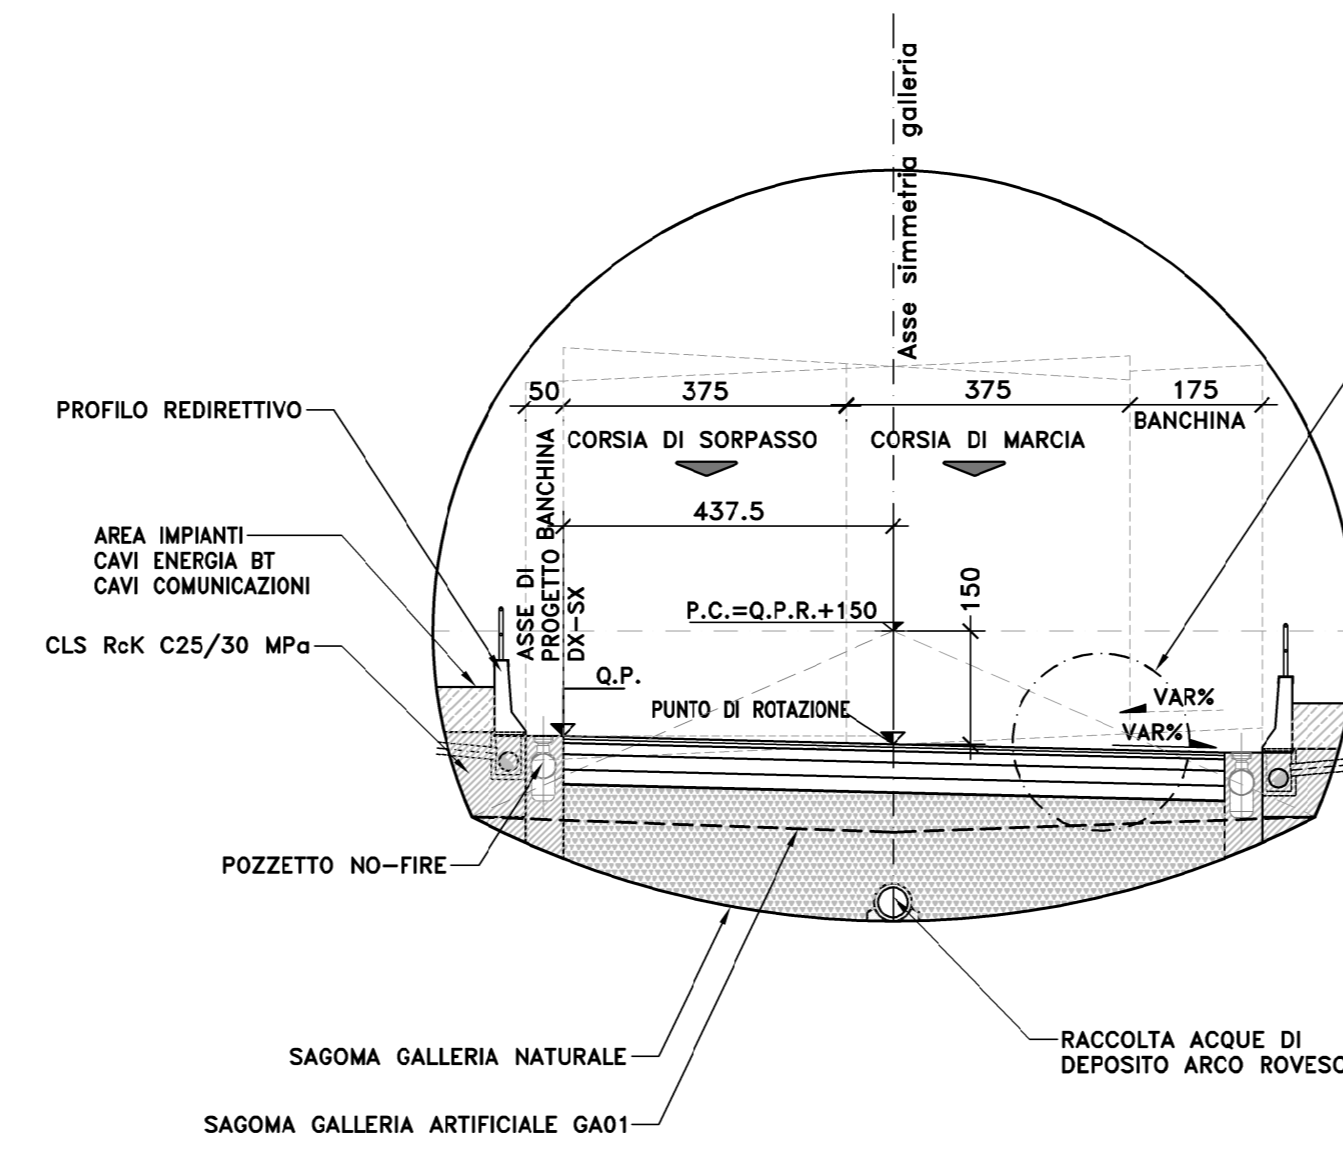 Asse simmetria galleria
50
375
375
175
BANCHINA
PROFILO REDIRETTIVO
CORSIA DI SORPASSO
CORSIA DI MARCIA
437.5
ASSE DI
PROGETTO BANCHINA
DX-SX
AREA IMPIANTI
CAVI ENERGIA BT
CAVI COMUNICAZIONI
150
P.C.=Q.P.R.+150
CLS RcK C25/30 MPa
Q.P.
PUNTO DI ROTAZIONE
VAR%
VAR%
POZZETTO NO-FIRE
SAGOMA GALLERIA NATURALE
RACCOLTA ACQUE DI
DEPOSITO ARCO ROVESC
SAGOMA GALLERIA ARTIFICIALE GA01